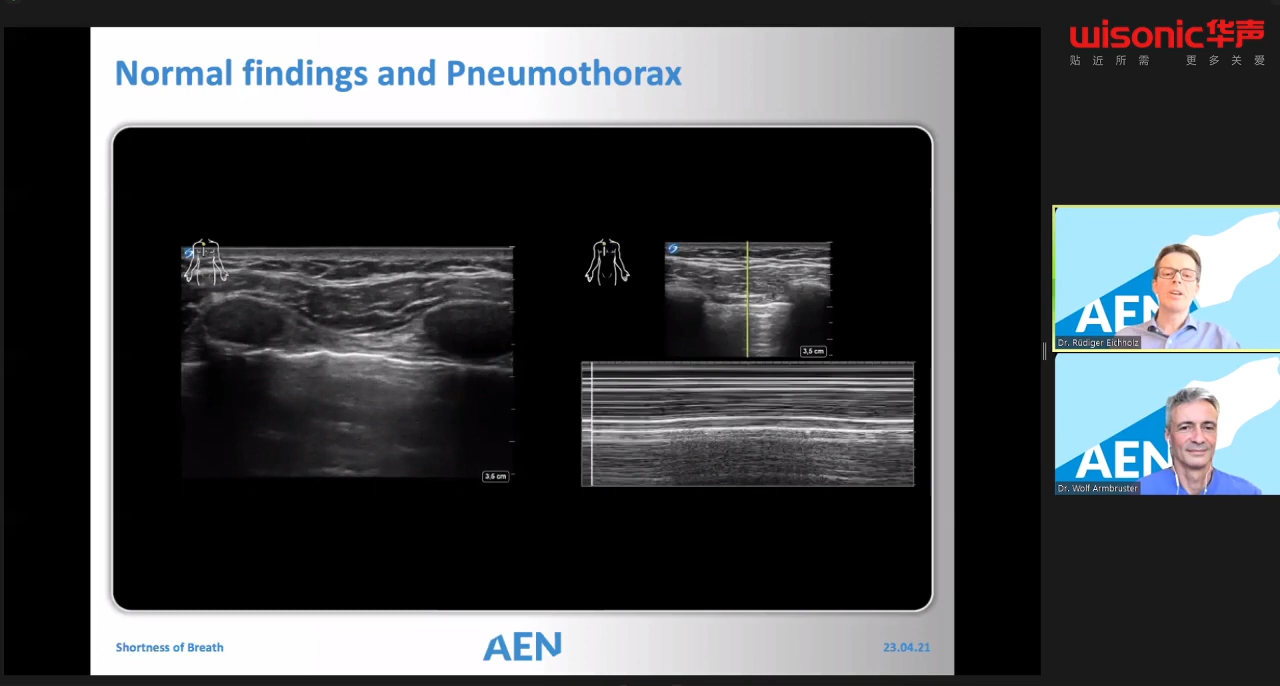 Normal findings and Pneumothorax
3,5 cm
3,5 cm
Shortness of Breath
AEN
23.04.21
wisonic华声
贴近所需 更多关爱
AEN
Dr. Rüdiger Eichholz
AEN
Dr. Wolf Armbruster